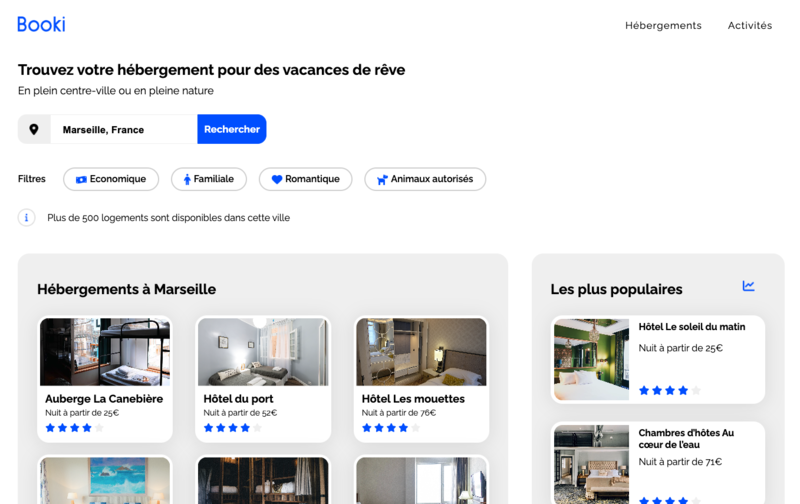 Booki
Hébergements
Activités
Trouvez votre hébergement pour des vacances de rêve
En plein centre-ville ou en pleine nature
Marseille, France
Rechercher
Filtres
Economique
Familiale
Romantique
Animaux autorisés
Plus de 500 logements sont disponibles dans cette ville
Hébergements à Marseille
Auberge La Canebière
Nuit à partir de 25€
Hôtel du port
Nuit à partir de 52€
Hôtel Les mouettes
Nuit à partir de 76€
Les plus populaires
Hôtel Le soleil du matin
Nuit à partir de 25€
Chambres d'hôtes Au
cœur de l'eau
Nuit à partir de 71€